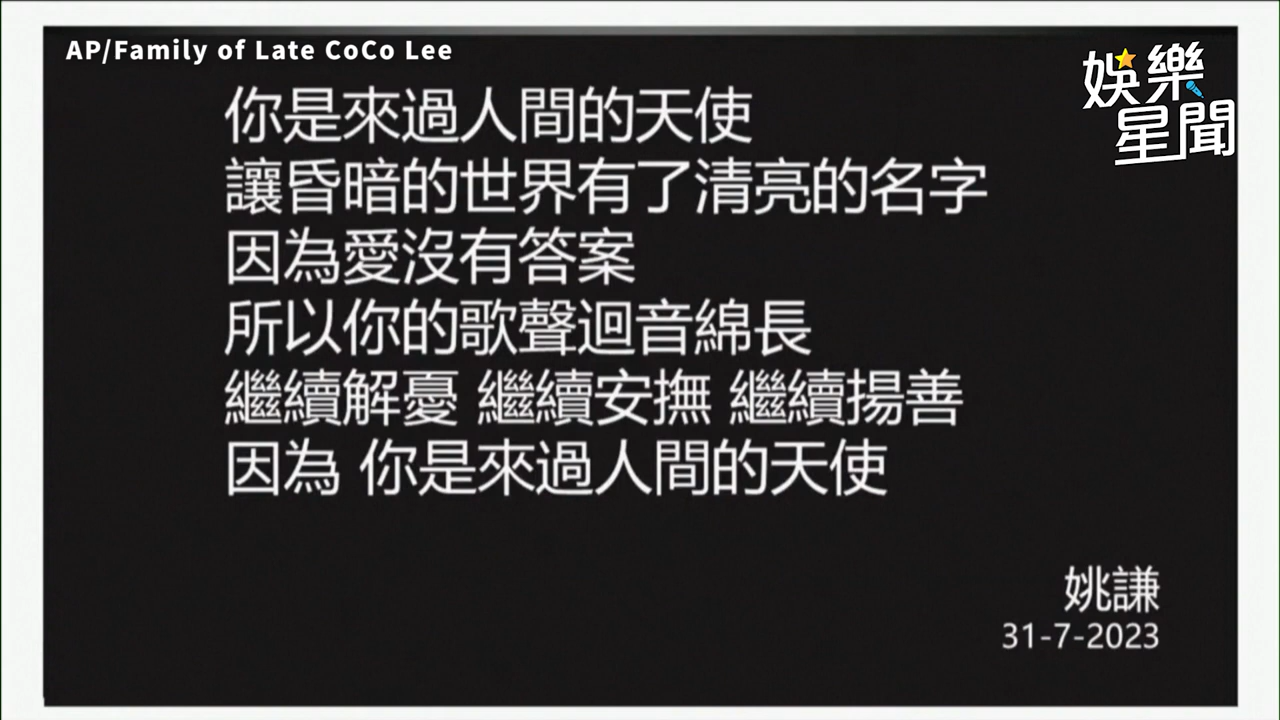 AP/Family of Late CoCo Lee
娛樂
星聞
你是來過人間的天使
讓昏暗的世界有了清亮的名字
因為愛沒有答案
所以你的歌聲迴音綿長
繼續解憂 繼續安撫 繼續揚善
因為 你是來過人間的天使
姚謙
31-7-2023